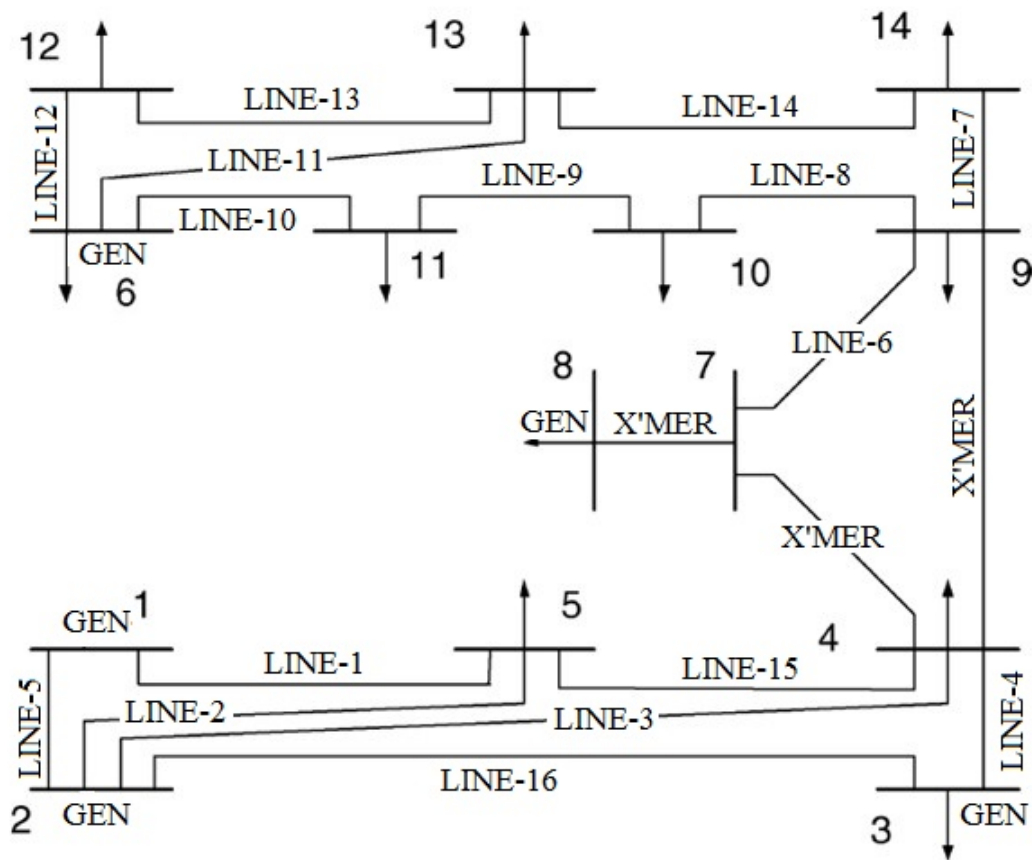 12
13
14
LINE-13
LINE-14
LINE-12
LINE-11
LINE-7
LINE-9
LINE-8
LINE-10
GEN
6
11
10
9
LINE-6
8
7
GEN
X'MER
X'MER
X'MER
GEN
1
5
4
LINE-1
LINE-15
LINE-5
LINE-2
LINE-3
LINE-4
LINE-16
2
GEN
3
GEN